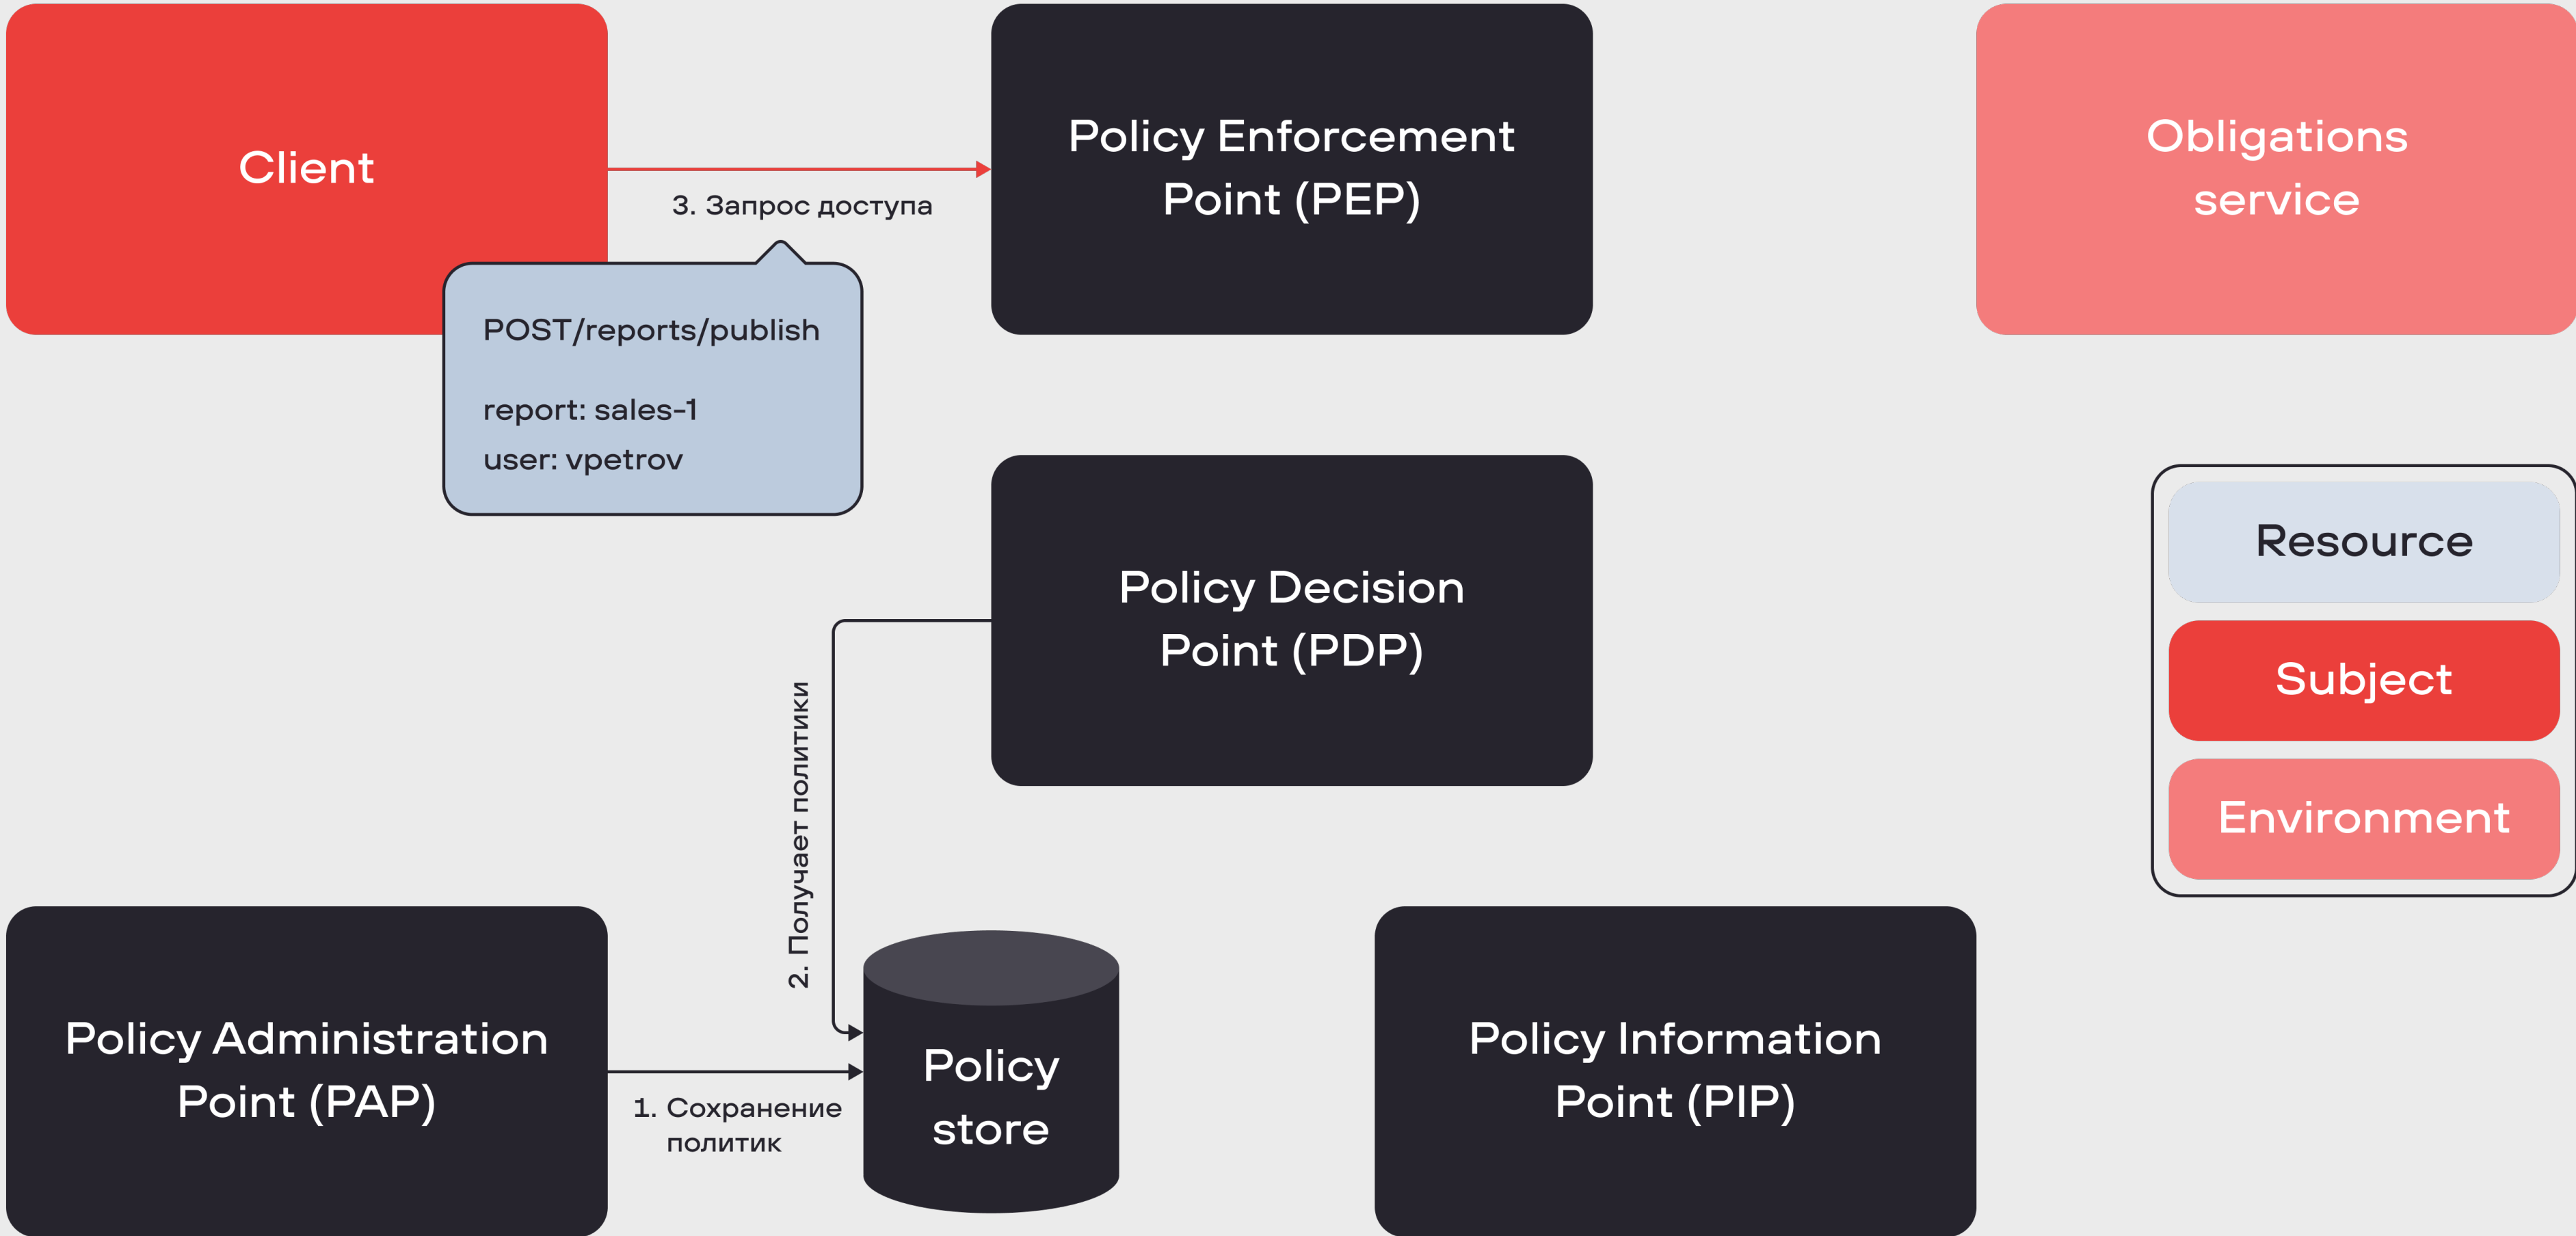 Client
3. Запрос доступа
Policy Enforcement
Point (PEP)
Obligations
service
POST/reports/publish
report: sales-1
user: vpetrov
Policy Decision
Point (PDP)
2. Получает политики
Resource
Subject
Environment
Policy Administration
Point (PAP)
1. Сохранение
политик
Policy
store
Policy Information
Point (PIP)